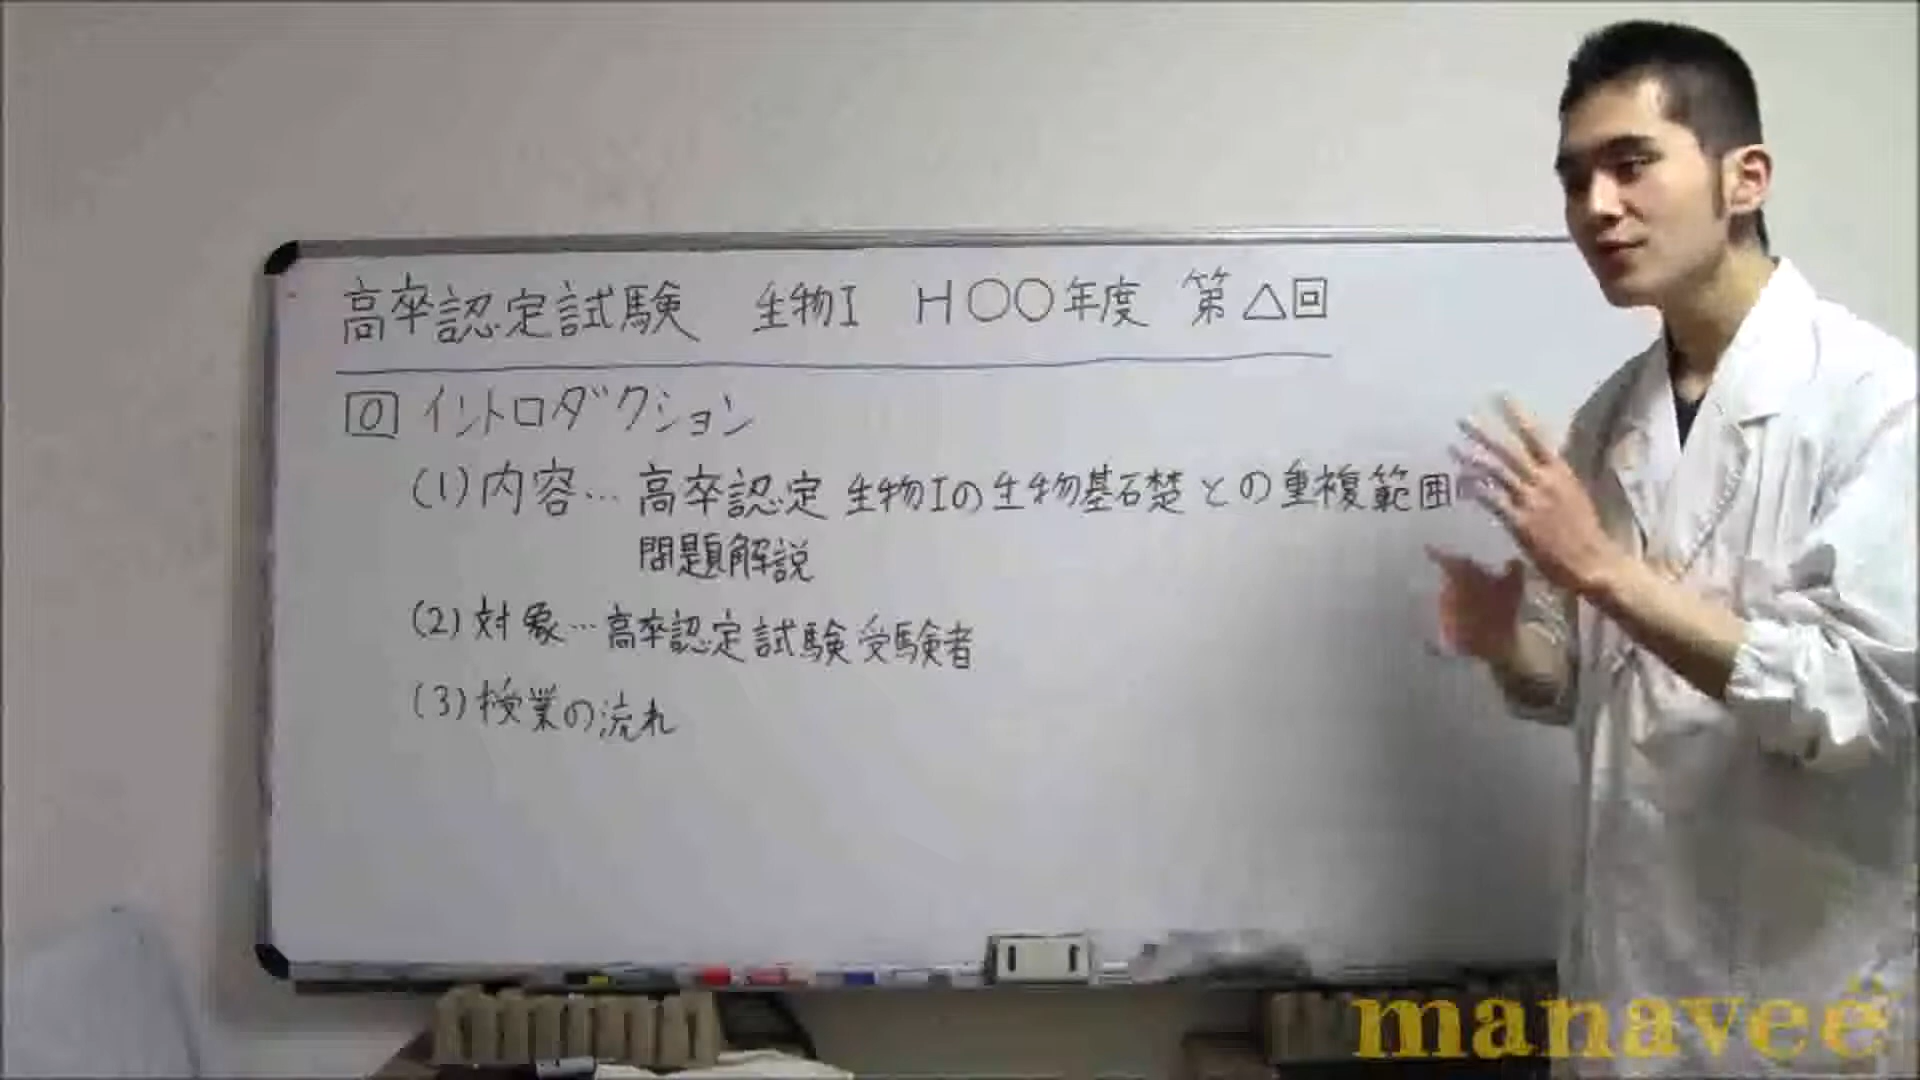 高卒認定試験 生物I H○○年度 第△回
0 イントロダクション
(1)内容… 高卒認定 生物Iの生物基礎との重複範囲
問題解説
(2)対象…高卒認定試験受験者
(3)授業の流れ
manavee